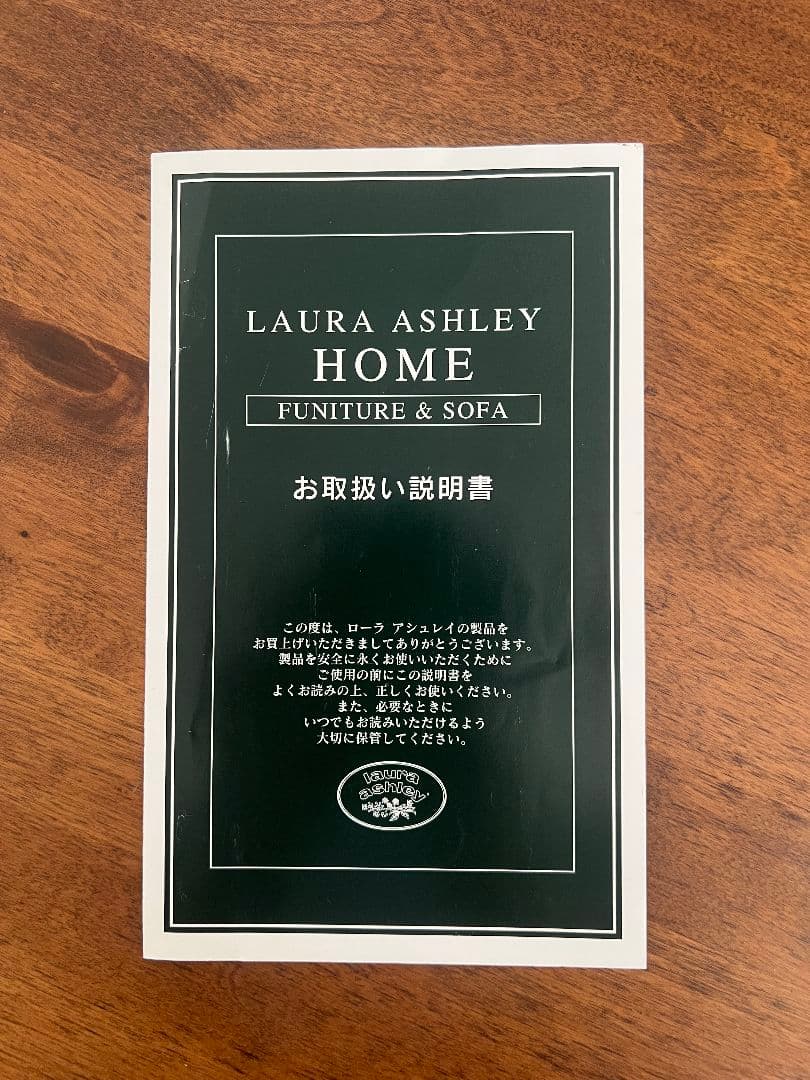 LAURA ASHLEY
HOME
FUNITURE & SOFA
お取扱い説明書
この度は、ローラ アシュレイの製品を
お買上げいただきましてありがとうございます。
製品を安全に永くお使いいただくために
ご使用の前にこの説明書を
よくお読みの上、正しくお使いください。
また、必要なときに
いつでもお読みいただけるよう
大切に保管してください。
laura
ashley